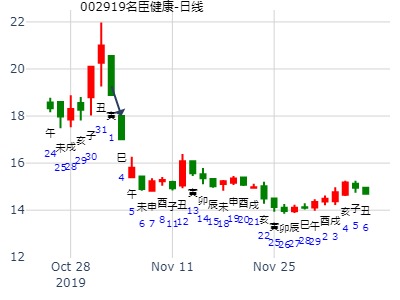 002919名臣健康-日线
22
20
18
16
14
12
午 未 戌 亥 子 丑 寅 巳 午 未 申 酉 子 丑 寅 卯 辰 未 申 酉 戌 亥 寅 卯 辰 巳 午 酉 戌 亥 子 丑
24 25 28 29 30 31 1 4 5 6 7 8 11 12 13 14 15 18 19 20 21 22 25 26 27 28 29 2 3 4 5 6
Oct 28 Nov 11 Nov 25
2019